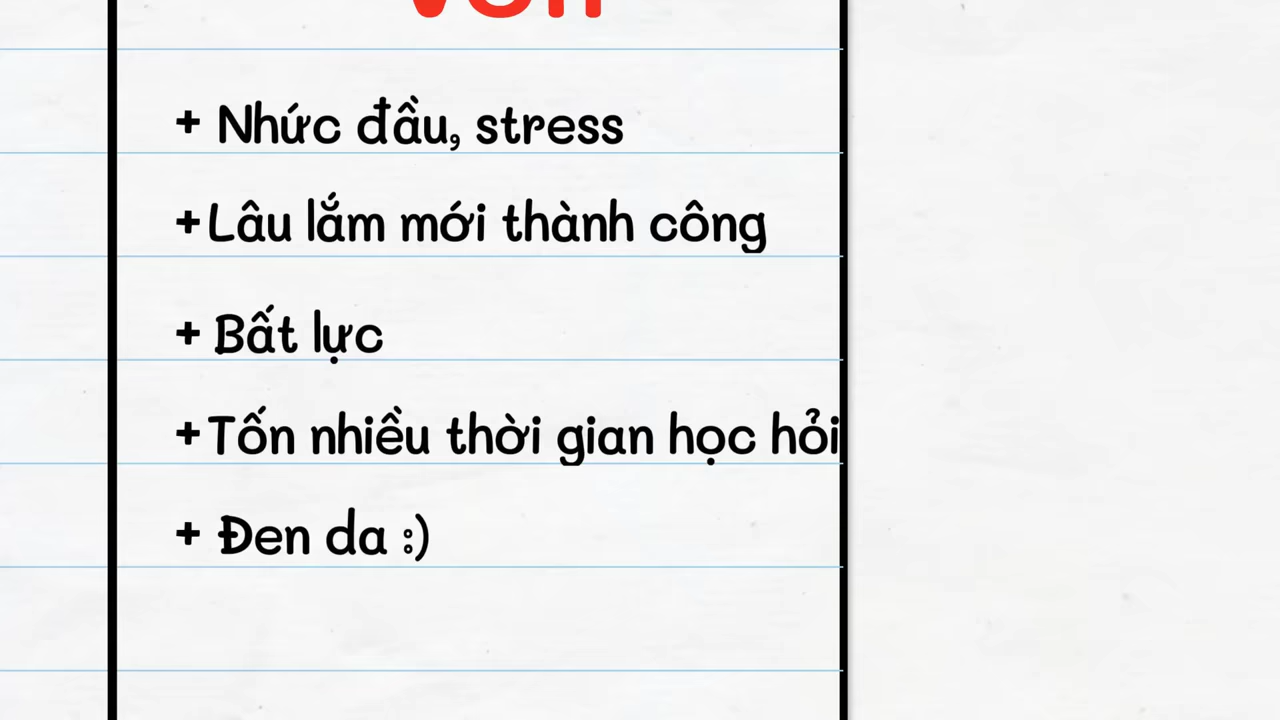 + Nhức đầu, stress
+ Lâu lắm mới thành công
+ Bất lực
+ Tốn nhiều thời gian học hỏi
+ Đen da :)